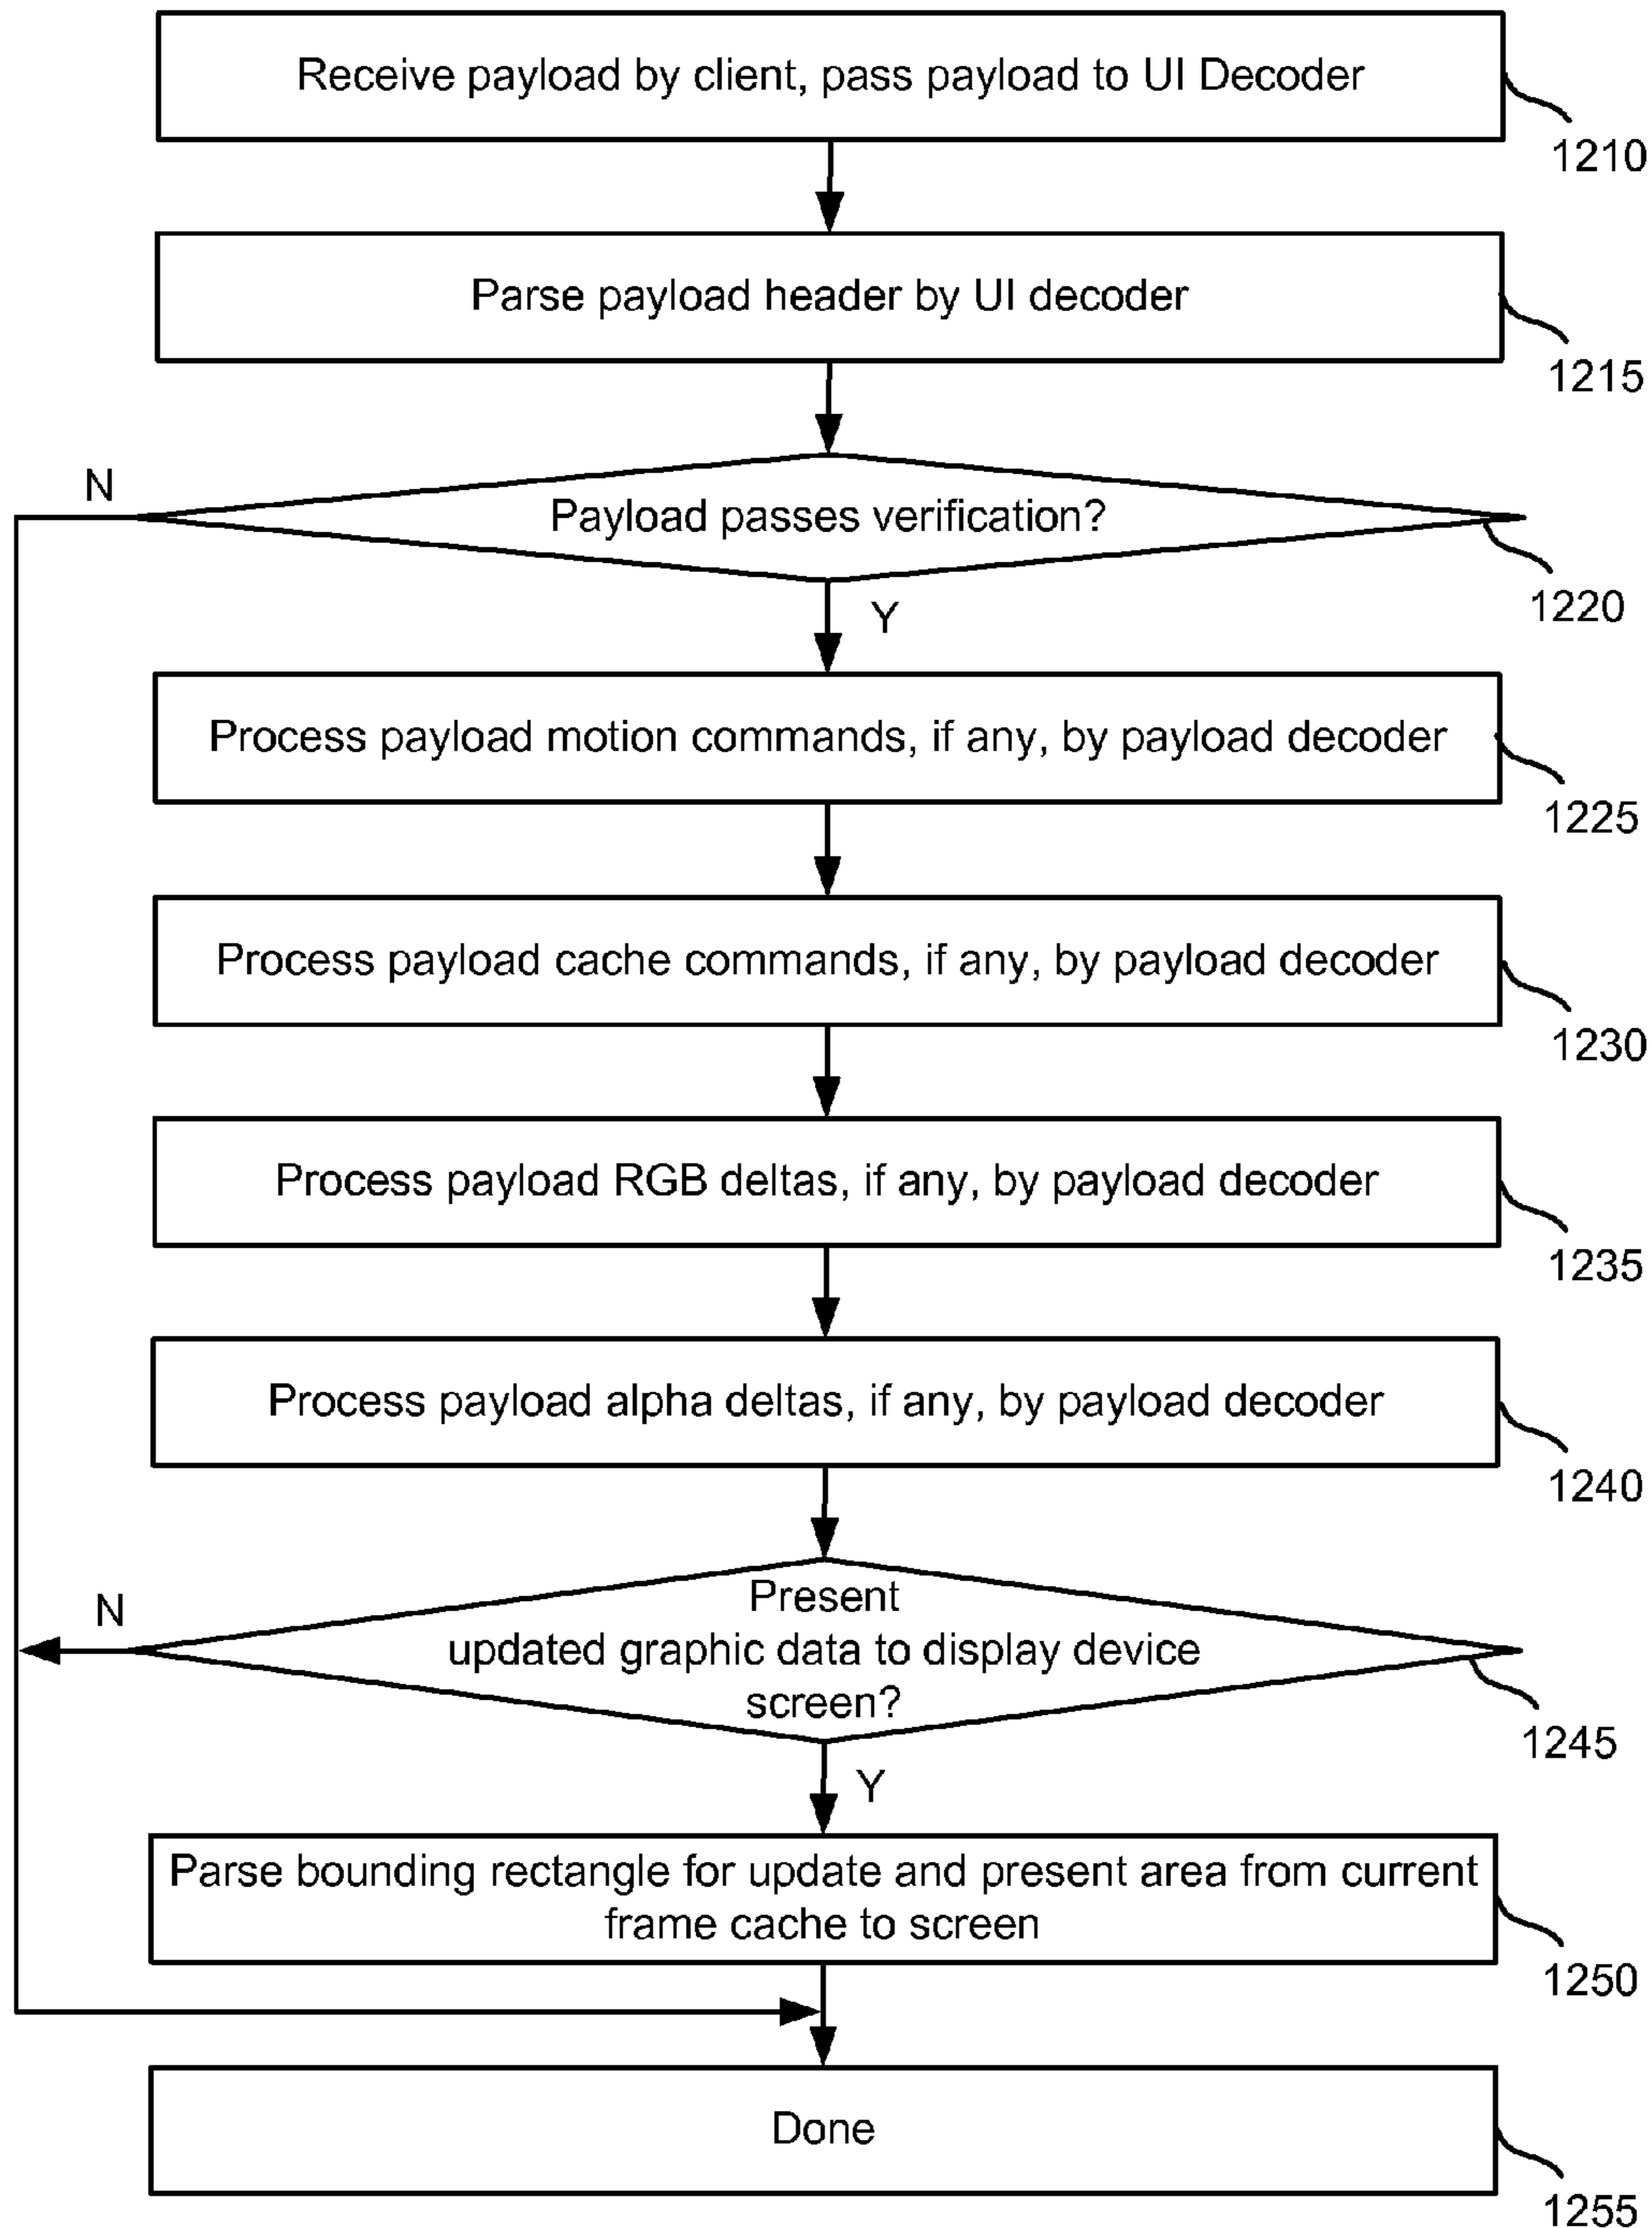 Receive payload by client, pass payload to UI Decoder
1210
Parse payload header by UI decoder
1215
N
Payload passes verification?
1220
Y
Process payload motion commands, if any, by payload decoder
1225
Process payload cache commands, if any, by payload decoder
1230
Process payload RGB deltas, if any, by payload decoder
1235
Process payload alpha deltas, if any, by payload decoder
1240
N
Present
updated graphic data to display device
screen?
1245
Y
Parse bounding rectangle for update and present area from current
frame cache to screen
1250
Done
1255